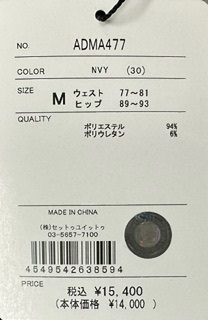 NO. ADMA477
COLOR NVY (30)
SIZE M ウェスト 77〜81
ヒップ 89〜93
QUALITY
ポリエステル 94%
ポリウレタン 6%
MADE IN CHINA
(株)セットゥユイットゥ
03-5657-7100
4549542638594
PRICE
税込 ¥15,400
(本体価格 ¥14,000)